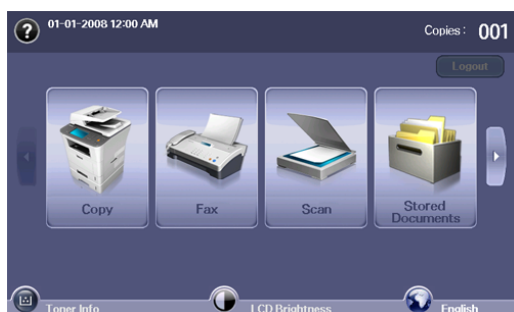 ? 01-01-2008 12:00 AM Copies : 001
Logout
Copy Fax Scan Stored
Documents
Toner Info LCD Brightness English